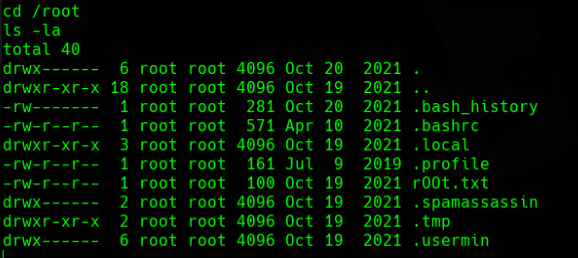 cd /root
ls -la
total 40
drwx------  6 root root 4096 Oct 20  2021 .
drwxr-xr-x 18 root root 4096 Oct 19  2021 ..
-rw-------  1 root root  281 Oct 20  2021 .bash_history
-rw-r--r--  1 root root  571 Apr 10  2021 .bashrc
drwxr-xr-x  3 root root 4096 Oct 19  2021 .local
-rw-r--r--  1 root root  161 Jul  9  2019 .profile
-rw-r--r--  1 root root  100 Oct 19  2021 rOOt.txt
drwx------  2 root root 4096 Oct 19  2021 .spamassassin
drwxr-xr-x  2 root root 4096 Oct 19  2021 .tmp
drwx------  6 root root 4096 Oct 19  2021 .usermin